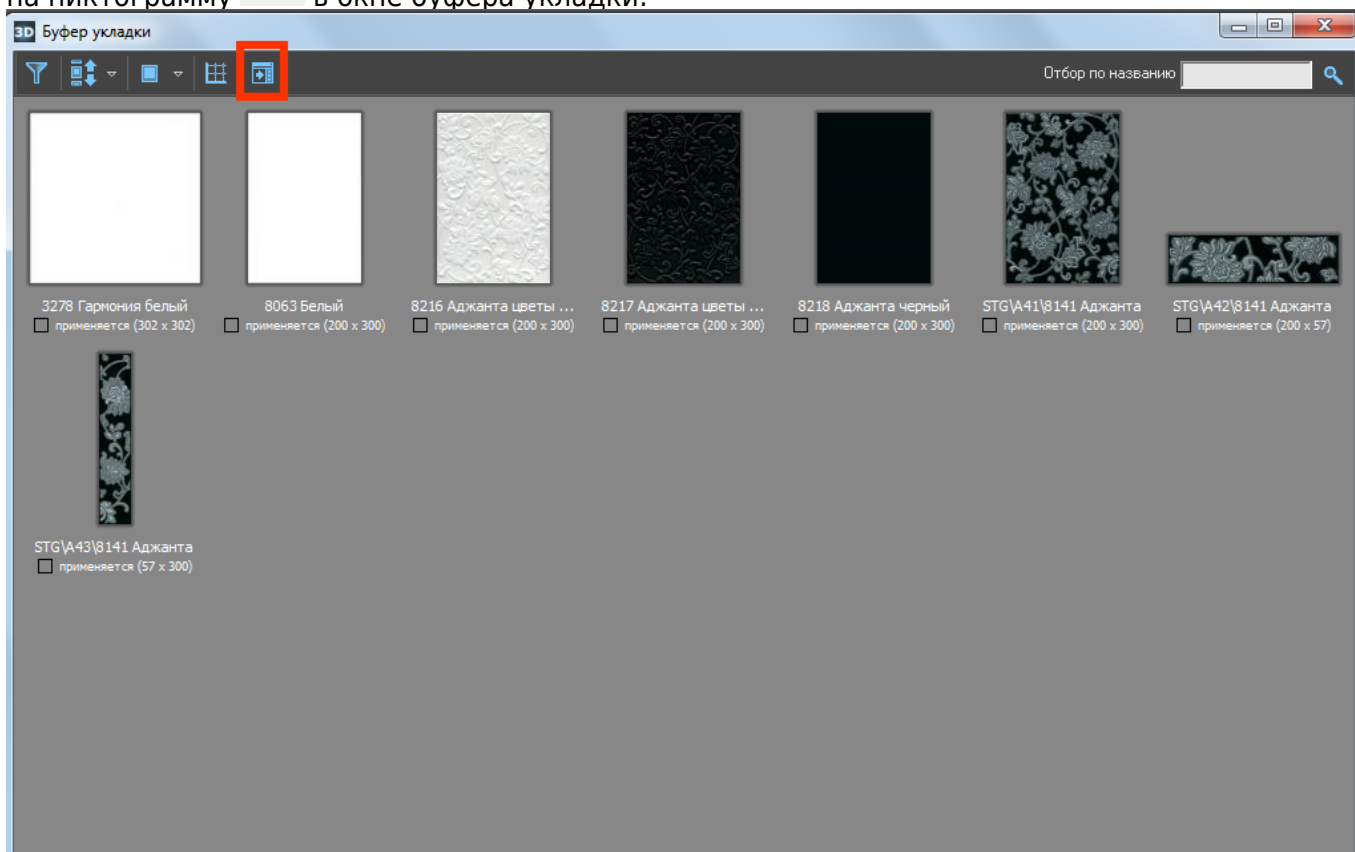 на пиктограмму в окне буфера укладки.
3D Буфер укладки
Отбор по названию
3278 Гармония белый
применяется (302 x 302)
8063 Белый
применяется (200 x 300)
8216 Аджанта цветы ...
применяется (200 x 300)
8217 Аджанта цветы ...
применяется (200 x 300)
8218 Аджанта черный
применяется (200 x 300)
STG\A41\8141 Аджанта
применяется (200 x 300)
STG\A42\8141 Аджанта
применяется (200 x 57)
STG\A43\8141 Аджанта
применяется (57 x 300)